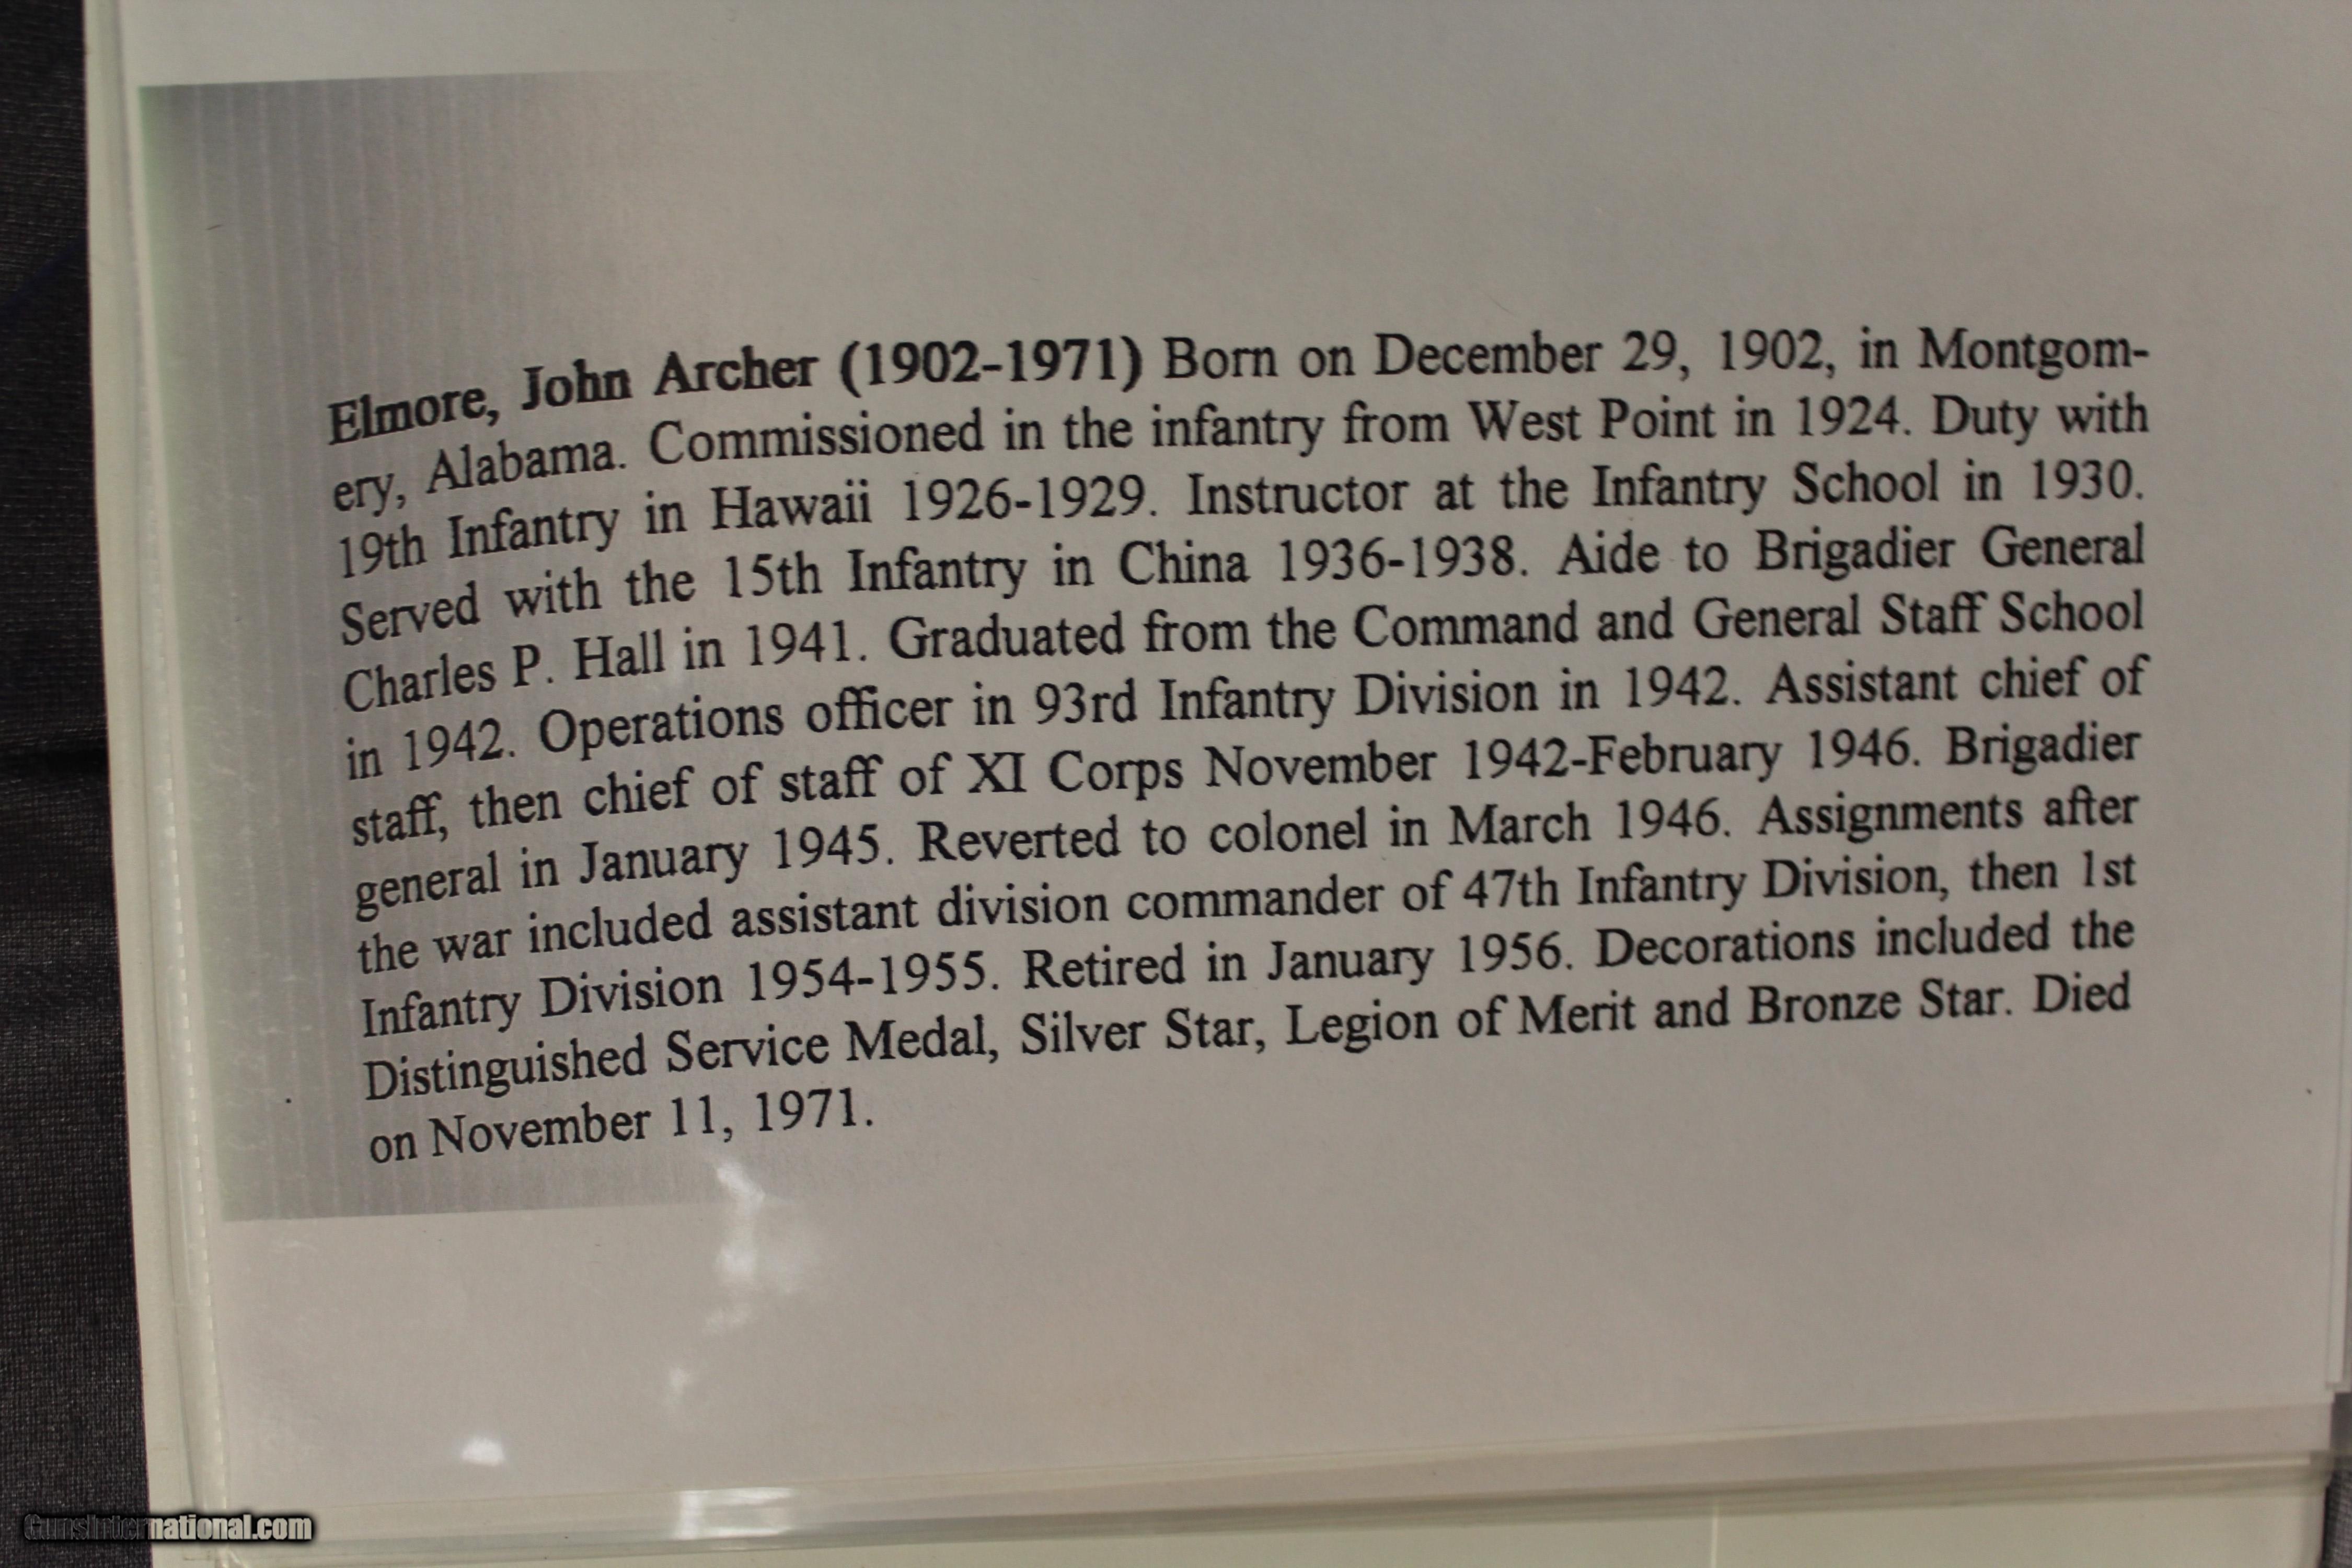 Elmore, John Archer (1902-1971) Born on December 29, 1902, in Montgom-
ery, Alabama. Commissioned in the infantry from West Point in 1924. Duty with
19th Infantry in Hawaii 1926-1929. Instructor at the Infantry School in 1930.
Served with the 15th Infantry in China 1936-1938. Aide to Brigadier General
Charles P. Hall in 1941. Graduated from the Command and General Staff School
in 1942. Operations officer in 93rd Infantry Division in 1942. Assistant chief of
staff, then chief of staff of XI Corps November 1942-February 1946. Brigadier
general in January 1945. Reverted to colonel in March 1946. Assignments after
the war included assistant division commander of 47th Infantry Division, then 1st
Infantry Division 1954-1955. Retired in January 1956. Decorations included the
Distinguished Service Medal, Silver Star, Legion of Merit and Bronze Star. Died
on November 11, 1971.
GunsInternational.com